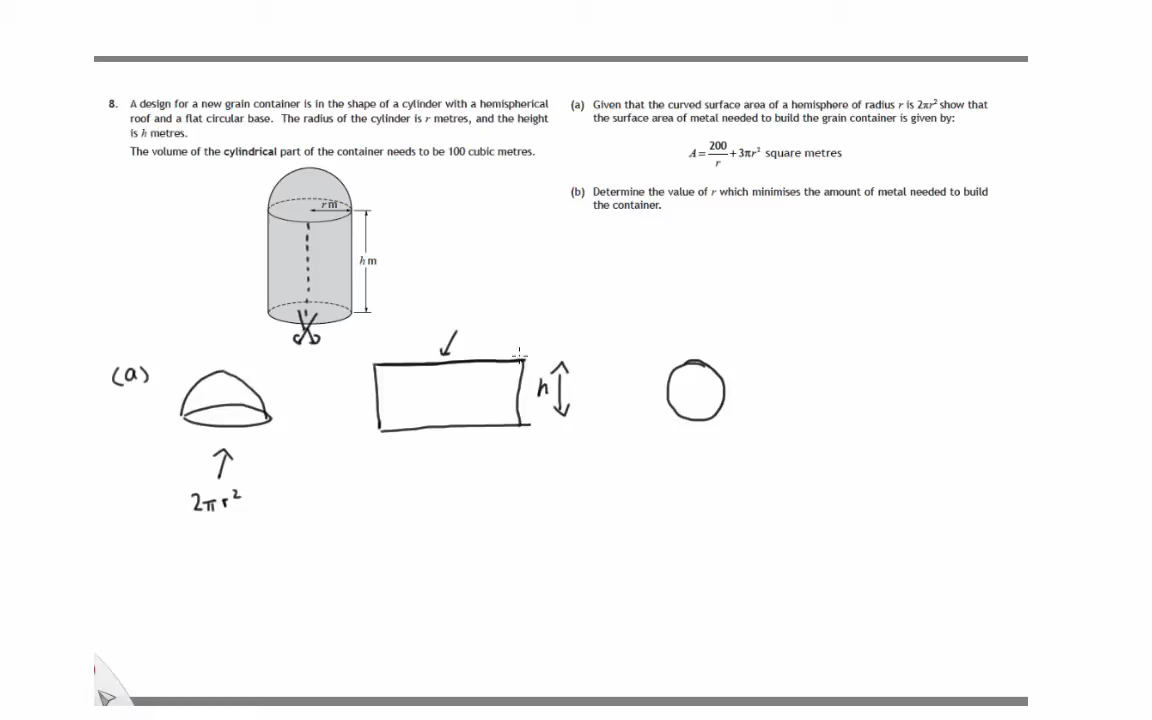 8. A design for a new grain container is in the shape of a cylinder with a hemispherical
roof and a flat circular base. The radius of the cylinder is r metres, and the height
is h metres.
The volume of the cylindrical part of the container needs to be 100 cubic metres.
r m
h m
(a) Given that the curved surface area of a hemisphere of radius r is 2πr² show that
the surface area of metal needed to build the grain container is given by:
A = 200/r + 3πr² square metres
(b) Determine the value of r which minimises the amount of metal needed to build
the container.
(a)
h
2πr²